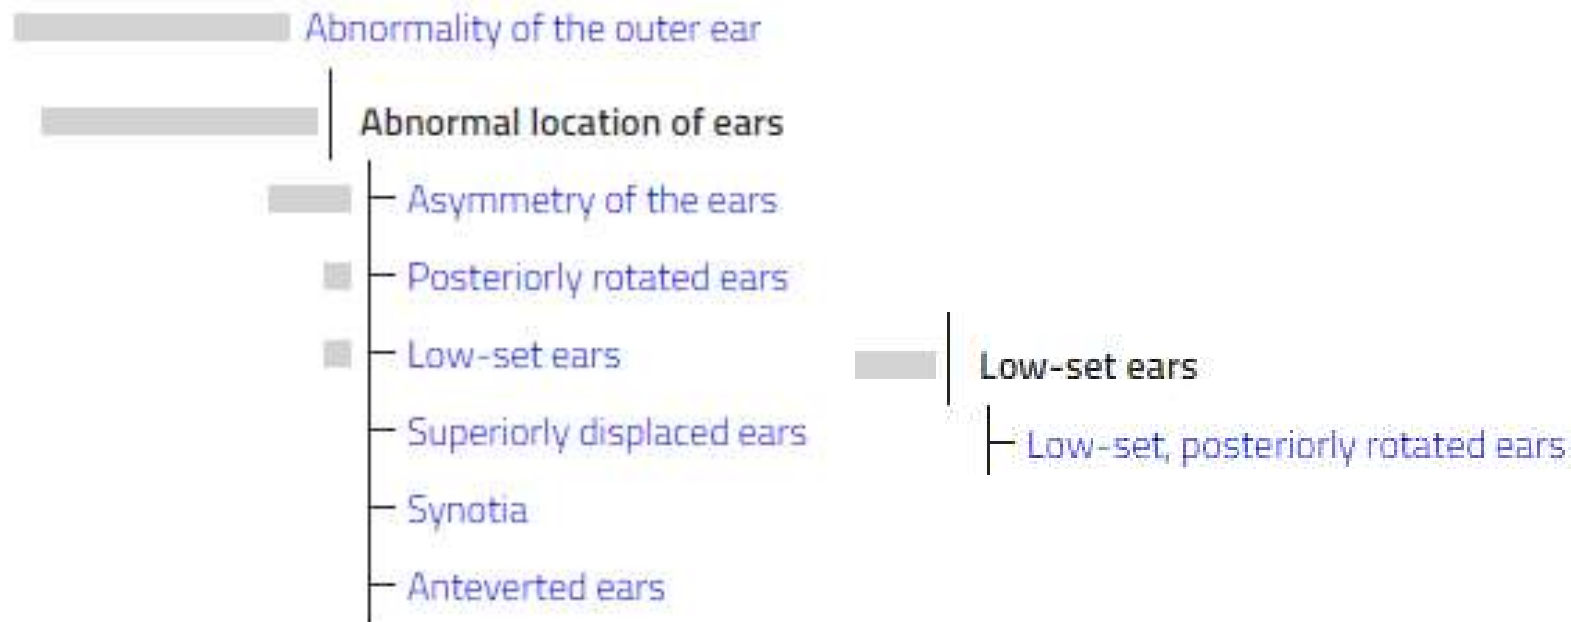 Abnormality of the outer ear
Abnormal location of ears
Asymmetry of the ears
Posteriorly rotated ears
Low-set ears
Superiorly displaced ears
Synotia
Anteverted ears
Low-set ears
Low-set, posteriorly rotated ears